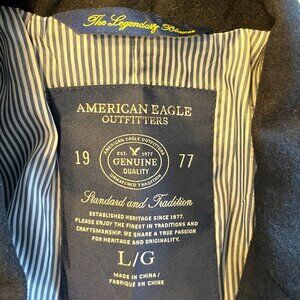 The Legendary Blazer
AMERICAN EAGLE
OUTFITTERS
AMERICAN EAGLE OUTFITTERS
EST. 1977
19 GENUINE 77
QUALITY
UNMATCHED TRADITION
Standard and Tradition
ESTABLISHED HERITAGE SINCE 1977.
PLEASE ENJOY THE FINEST IN TRADITIONS AND
CRAFTSMANSHIP. WE SHARE A TRUE PASSION
FOR HERITAGE AND ORIGINALITY.
L/G
MADE IN CHINA/
FABRIQUÉ EN CHINE